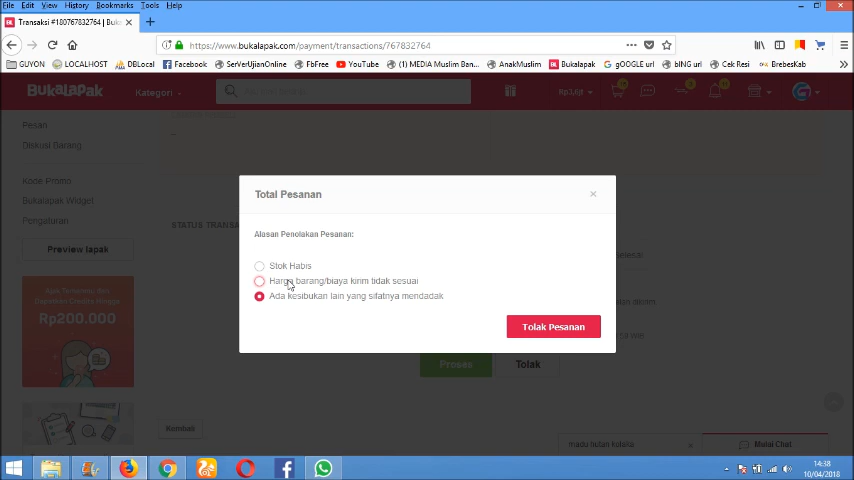 File Edit View History Bookmarks Tools Help
Transaksi #180767832764 | Buka
https://www.bukalapak.com/payment/transactions/767832764
GUYON LOCALHOST DBLocal Facebook SerVerUjianOnline FbFree YouTube (1) MEDIA Muslim Ban... AnakMuslim Bukalapak gOOGLE url bING url Cek Resi BrebesKab
BukaLapak Kategori
Pesan
Diskusi Barang
Kode Promo
Bukalapak Widget
Pengaturan
STATUS TRANSA
Preview lapak
Rp200.000
Total Pesanan
Alasan Penolakan Pesanan:
Stok Habis
Harga barang/biaya kirim tidak sesuai
Ada kesibukan lain yang sifatnya mendadak
Tolak Pesanan
Proses Tolak
Kembali
madu hutan Mulai Chat
14:38
10/04/2018